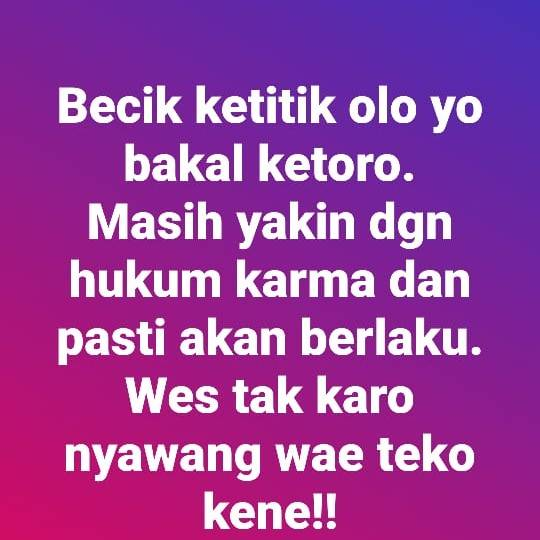 Becik ketitik olo yo
bakal ketoro.
Masih yakin dgn
hukum karma dan
pasti akan berlaku.
Wes tak karo
nyawang wae teko
kene!!